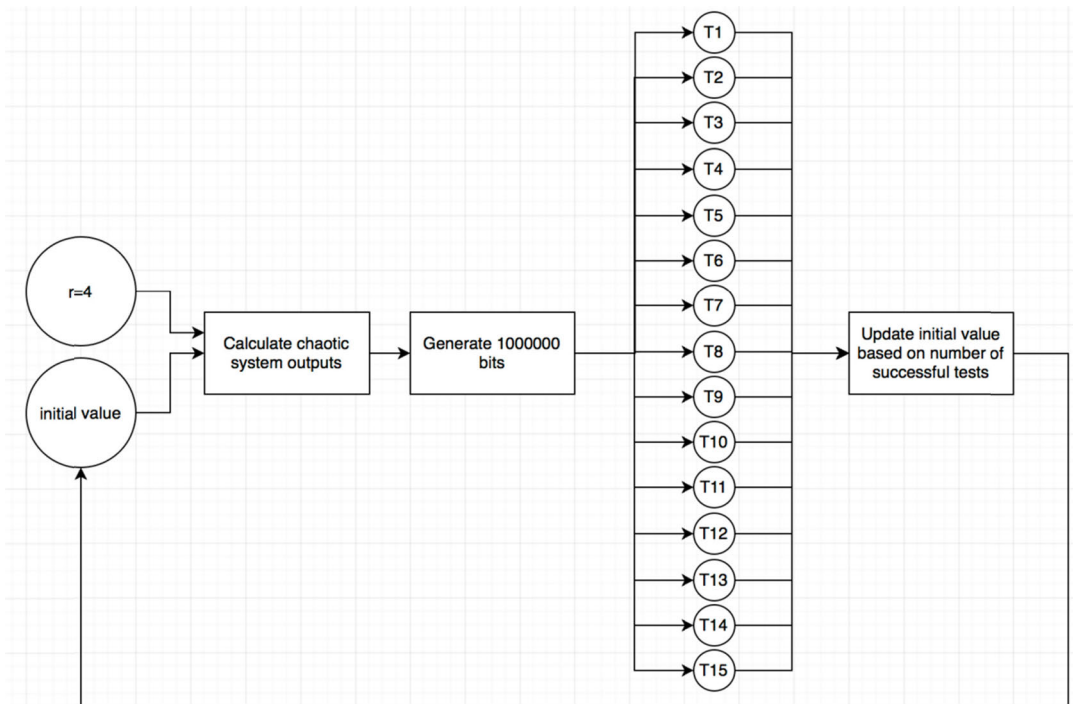 r=4
initial value
Calculate chaotic
system outputs
Generate 1000000
bits
T1
T2
T3
T4
T5
T6
T7
T8
T9
T10
T11
T12
T13
T14
T15
Update initial value
based on number of
successful tests